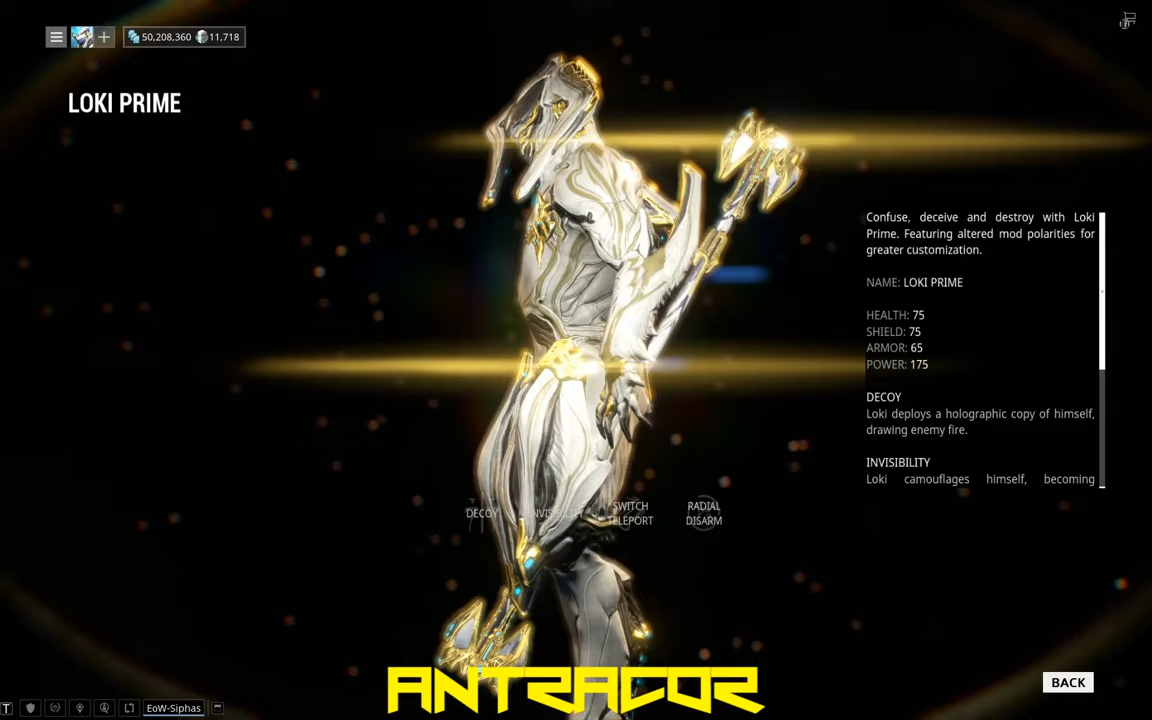 50,208,360 11,718
LOKI PRIME
Confuse, deceive and destroy with Loki
Prime. Featuring altered mod polarities for
greater customization.
NAME: LOKI PRIME
HEALTH: 75
SHIELD: 75
ARMOR: 65
POWER: 175
DECOY
Loki deploys a holographic copy of himself,
drawing enemy fire.
INVISIBILITY
Loki camouflages himself, becoming
DECOY
INVISIBILITY
SWITCH
TELEPORT
RADIAL
DISARM
ANTRACOR
BACK
T
EoW-Siphas